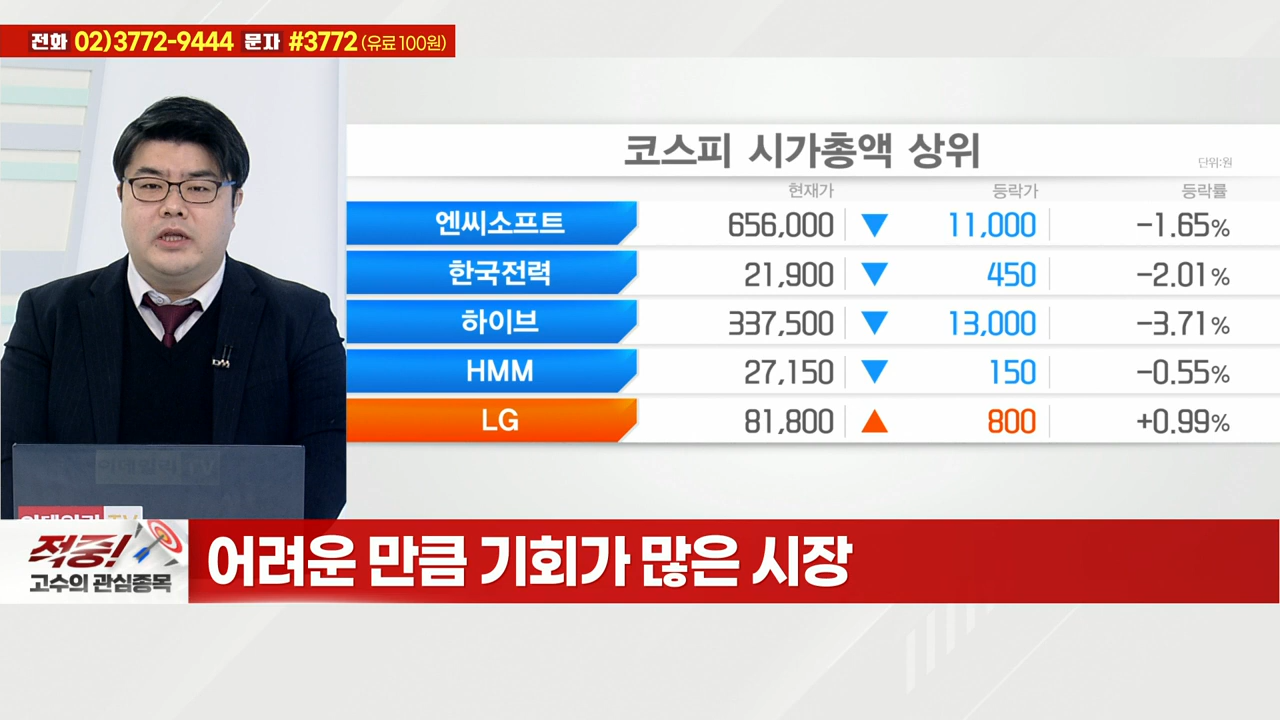 전화 02)3772-9444 문자 #3772 (유료100원)
코스피 시가총액 상위
단위:원
현재가 등락가 등락률
엔씨소프트 656,000 ▼ 11,000 -1.65%
한국전력 21,900 ▼ 450 -2.01%
하이브 337,500 ▼ 13,000 -3.71%
HMM 27,150 ▼ 150 -0.55%
LG 81,800 ▲ 800 +0.99%
적중!
고수의 관심종목
어려운 만큼 기회가 많은 시장